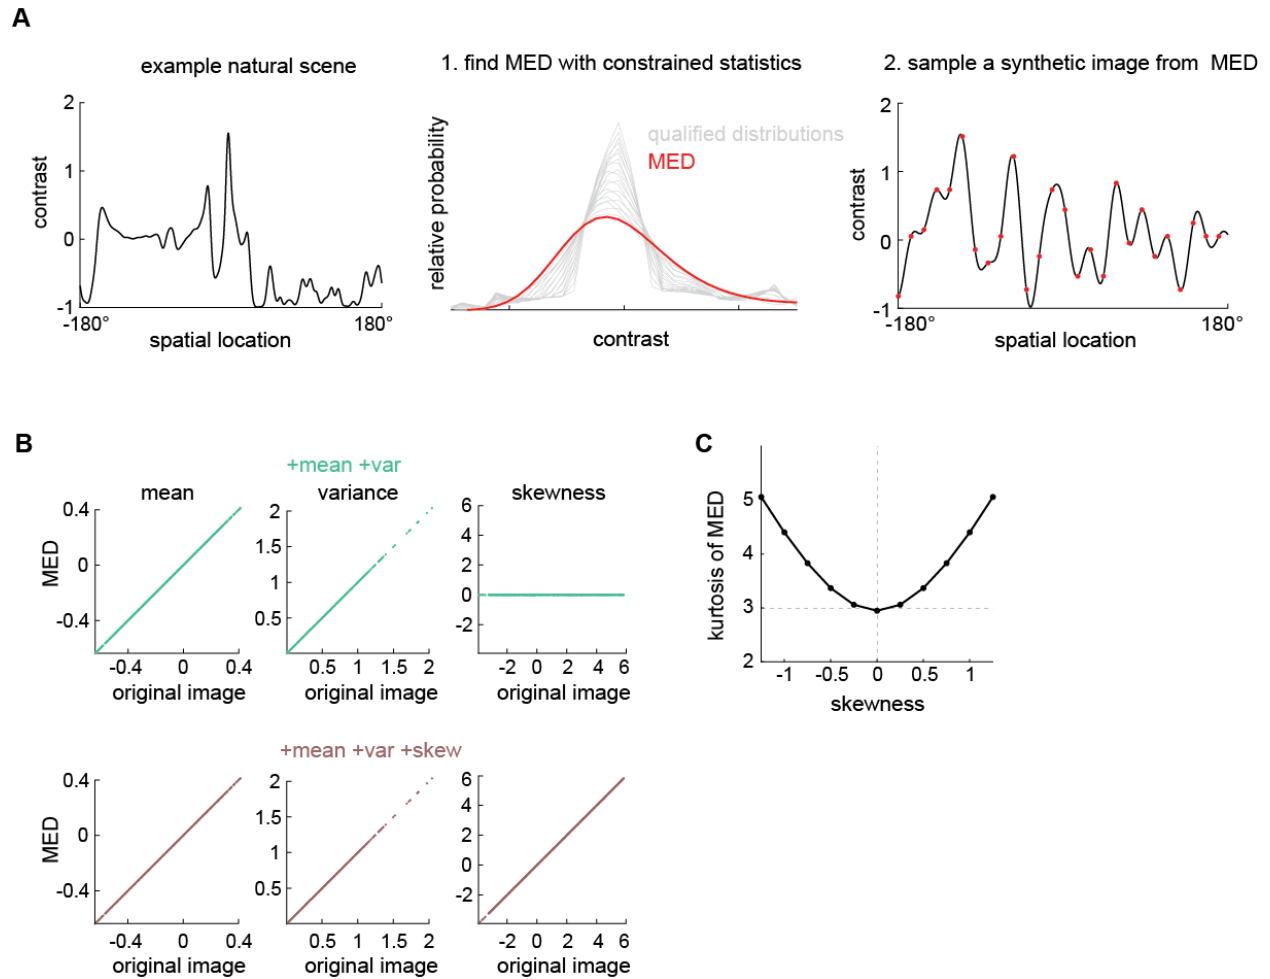 A
example natural scene
1. find MED with constrained statistics
2. sample a synthetic image from MED
2
1
0
-1
contrast
-180°
180°
spatial location
relative probability
qualified distributions
MED
contrast
2
1
0
-1
contrast
-180°
180°
spatial location
B
+mean +var
mean
variance
skewness
0.4
0
-0.4
MED
-0.4 0 0.4
original image
2
1.5
1
0.5
0.5 1 1.5 2
original image
6
4
2
0
-2
-2 0 2 4 6
original image
+mean +var +skew
0.4
0
-0.4
MED
-0.4 0 0.4
original image
2
1.5
1
0.5
0.5 1 1.5 2
original image
6
4
2
0
-2
-2 0 2 4 6
original image
C
5
4
3
2
kurtosis of MED
-1 -0.5 0 0.5 1
skewness